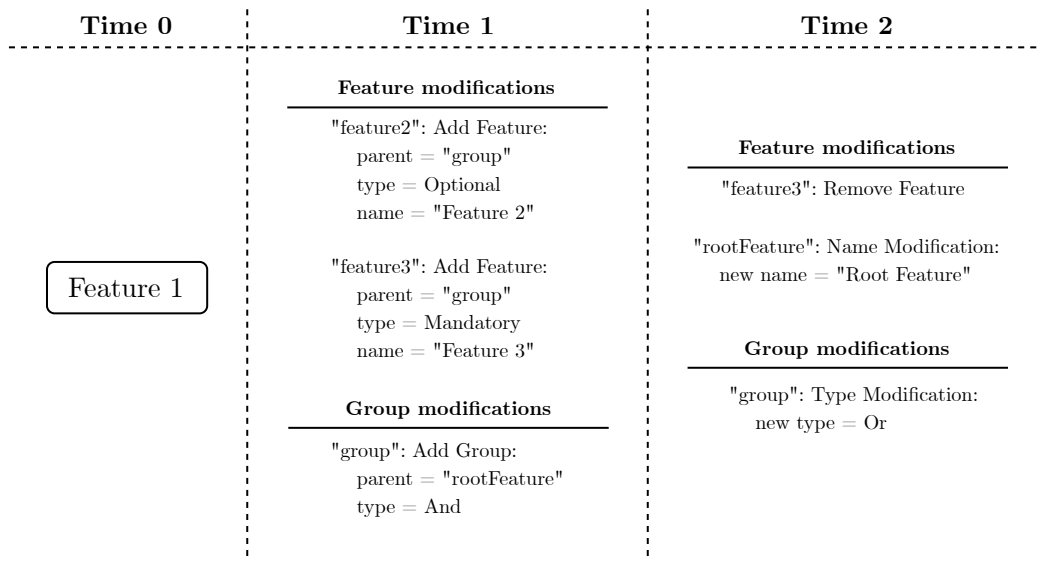 Time 0
Time 1
Time 2
Feature 1
Feature modifications
"feature2": Add Feature:
parent = "group"
type = Optional
name = "Feature 2"
"feature3": Add Feature:
parent = "group"
type = Mandatory
name = "Feature 3"
Group modifications
"group": Add Group:
parent = "rootFeature"
type = And
Feature modifications
"feature3": Remove Feature
"rootFeature": Name Modification:
new name = "Root Feature"
Group modifications
"group": Type Modification:
new type = Or